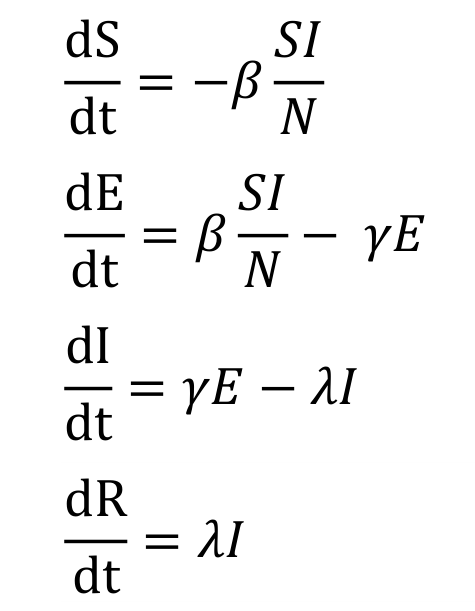 dS/dt = −β SI/N
dE/dt = β SI/N − γE
dI/dt = γE − λI
dR/dt = λI